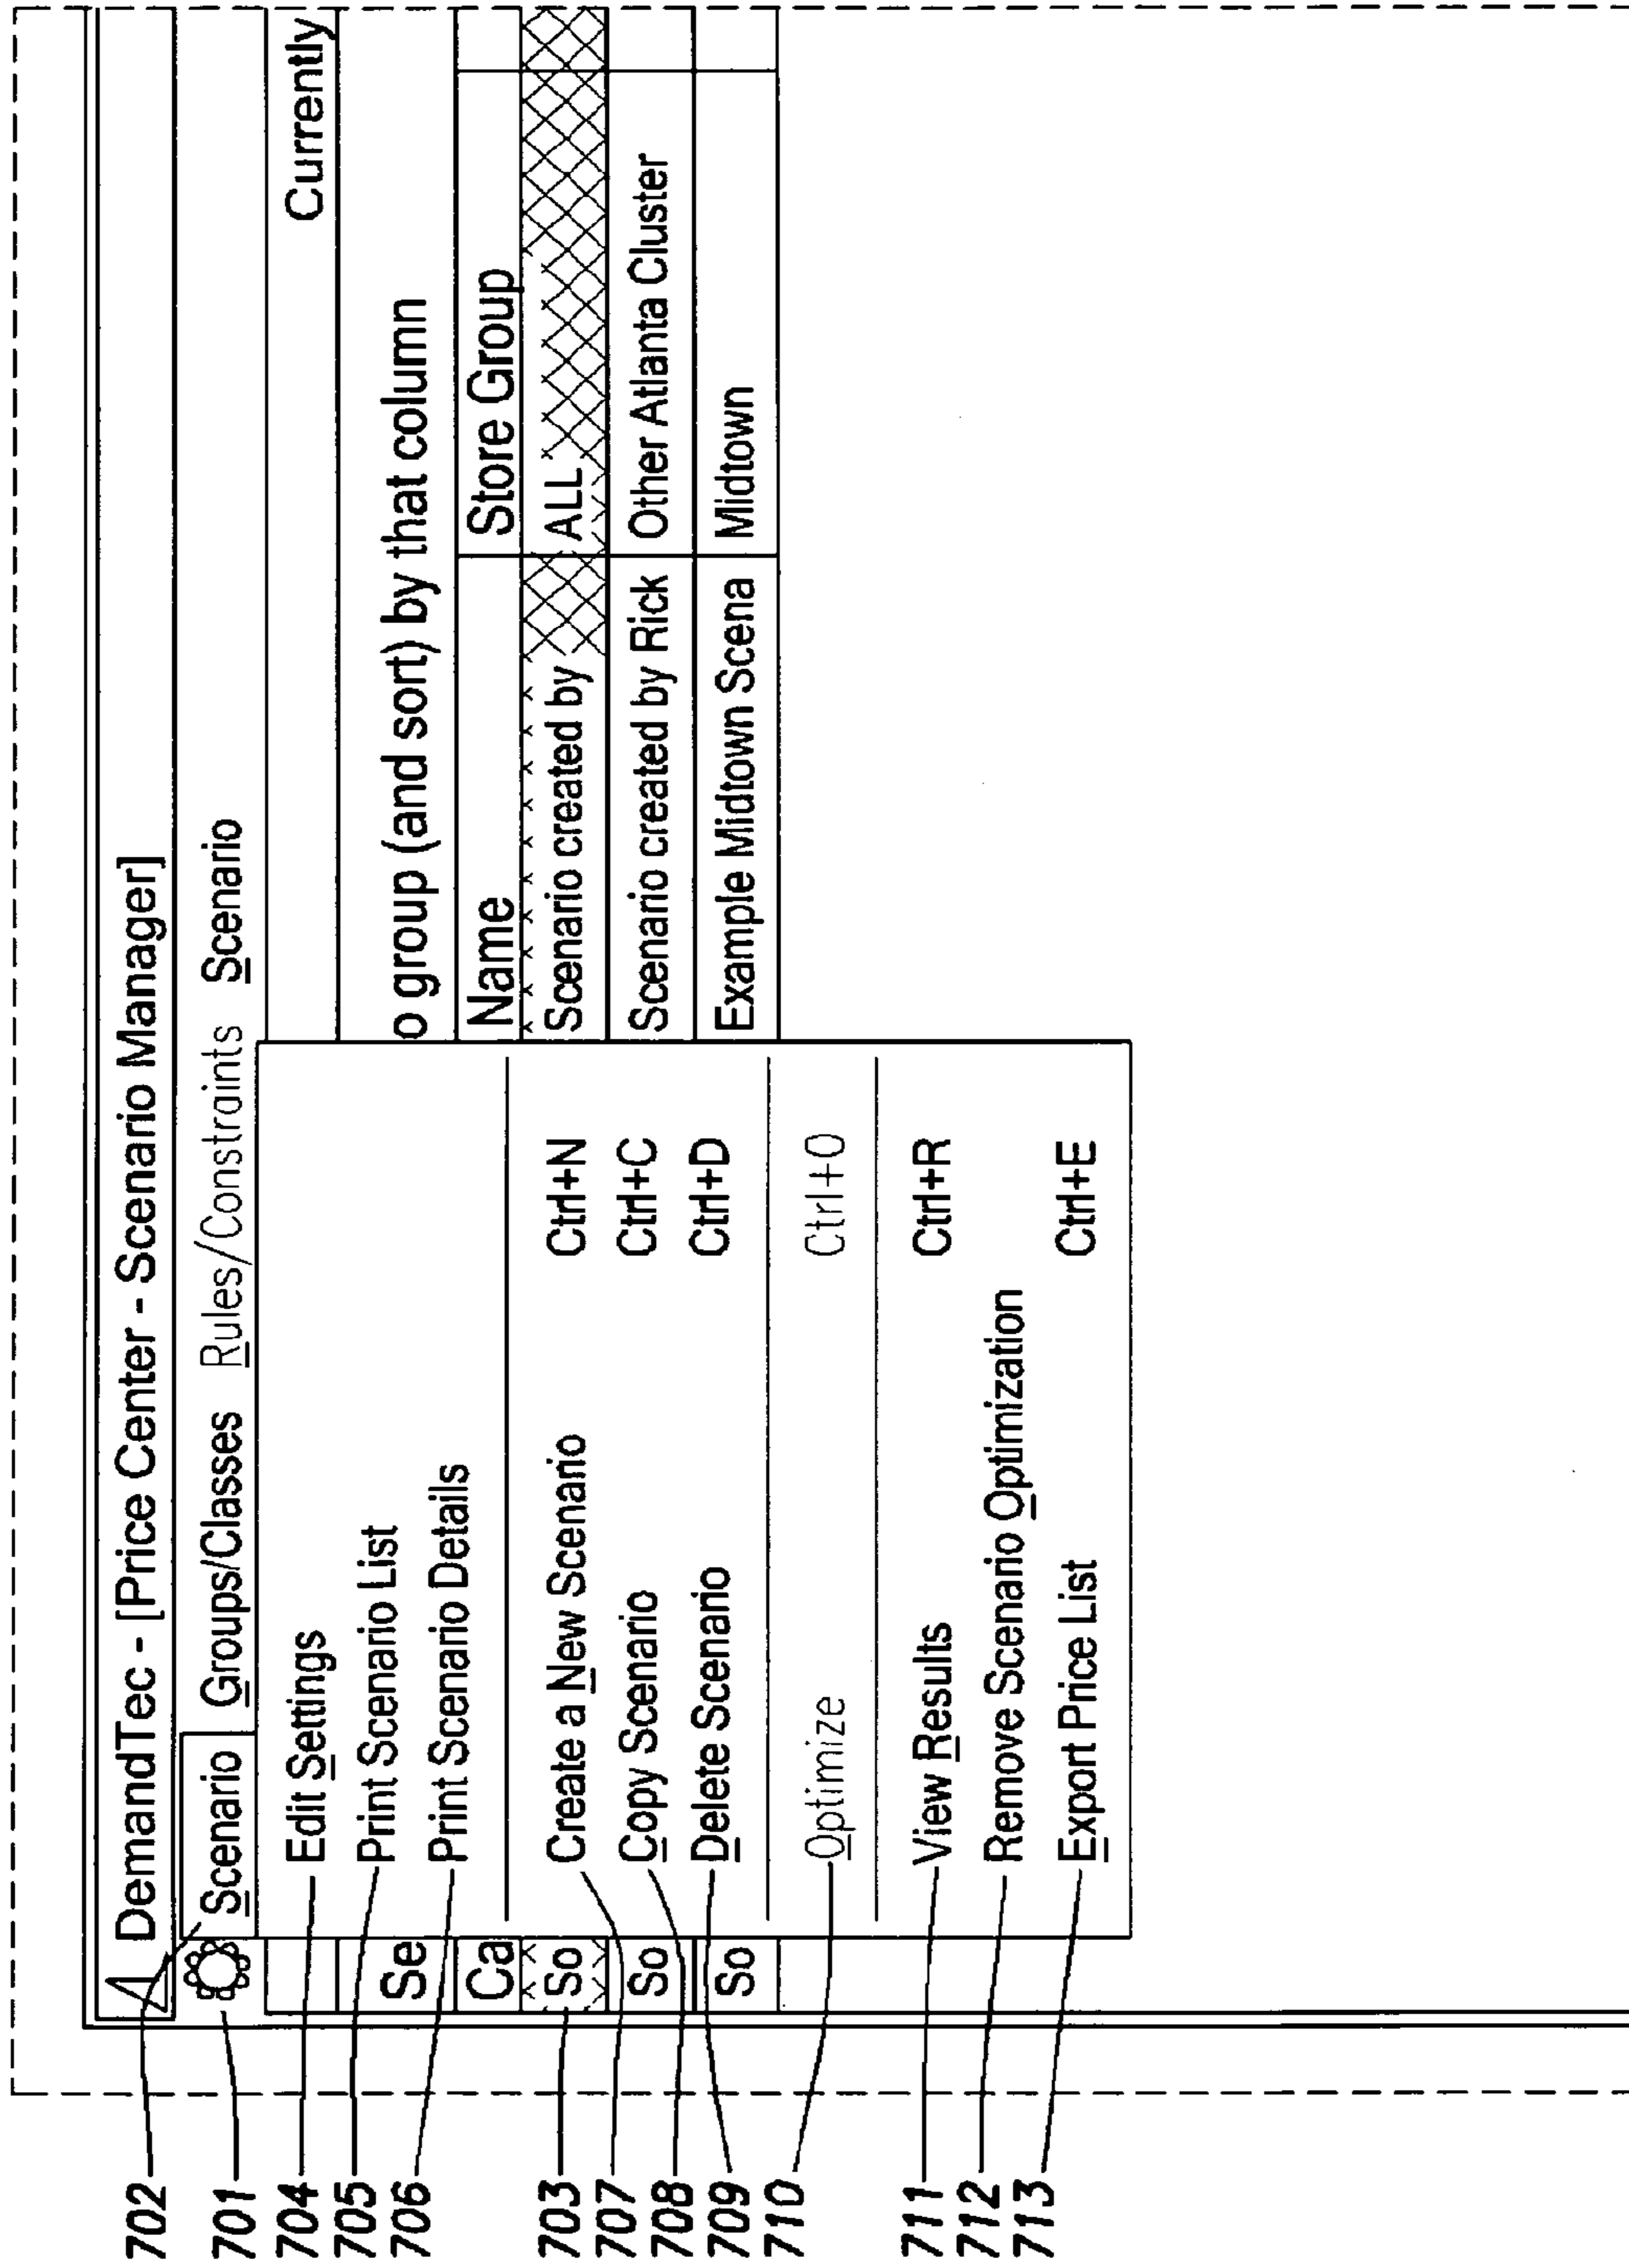 DemandTec - [Price Center - Scenario Manager]
Scenario Groups/Classes Rules/Constraints Scenario
Currently
Edit Settings
Print Scenario List
Print Scenario Details
Create a New Scenario Ctrl+N
Copy Scenario Ctrl+C
Delete Scenario Ctrl+D
Optimize Ctrl+O
View Results Ctrl+R
Remove Scenario Optimization
Export Price List Ctrl+E
Se o group (and sort) by that column
Ca Name Store Group
So Scenario created by ALL
So Scenario created by Rick Other Atlanta Cluster
So Example Midtown Scena Midtown
702
701
704
705
706
703
707
708
709
710
711
712
713